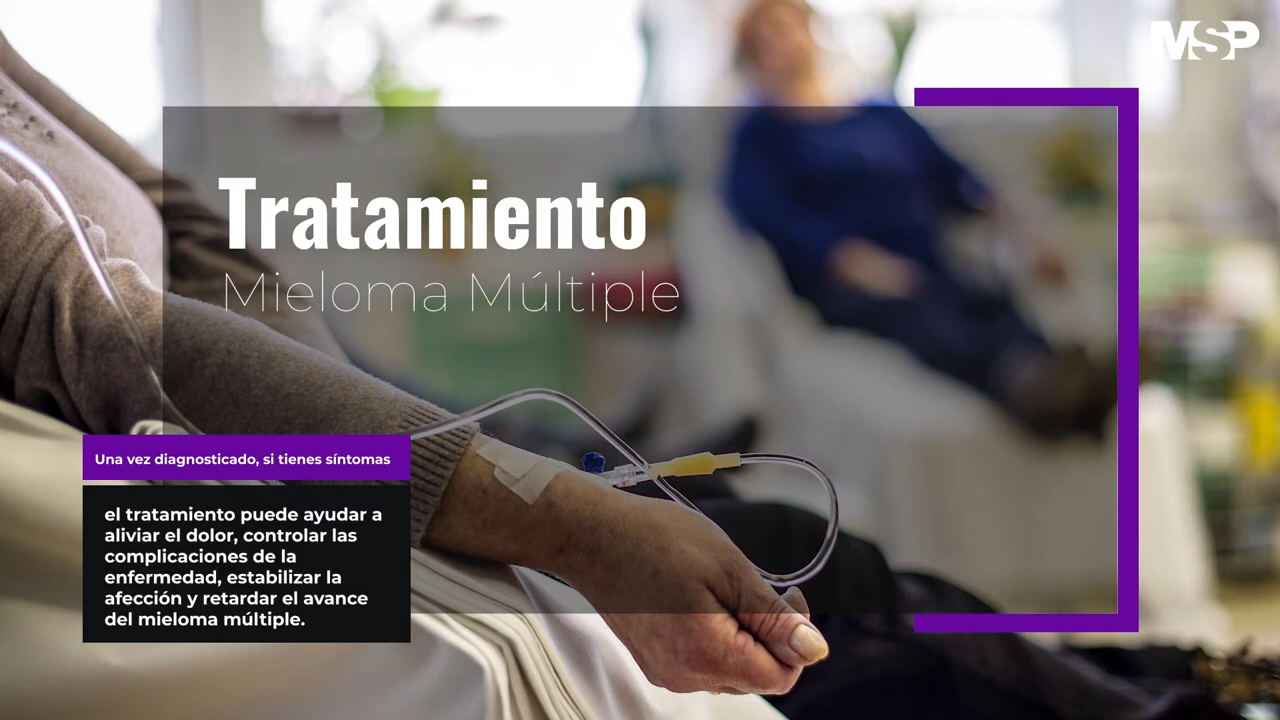 MSP
Tratamiento
Mieloma Múltiple
Una vez diagnosticado, si tienes síntomas
el tratamiento puede ayudar a
aliviar el dolor, controlar las
complicaciones de la
enfermedad, estabilizar la
afección y retardar el avance
del mieloma múltiple.